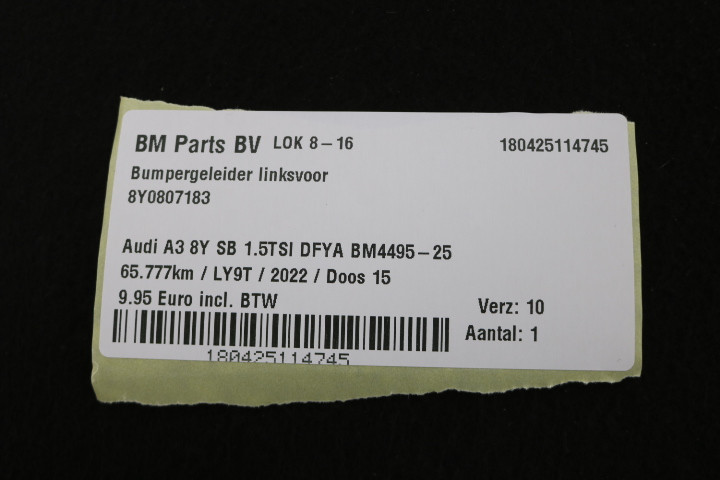 BM Parts BV LOK 8-16 180425114745
Bumpergeleider linksvoor
8Y0807183
Audi A3 8Y SB 1.5TSI DFYA BM4495-25
65.777km / LY9T / 2022 / Doos 15
9.95 Euro incl. BTW
Verz: 10
Aantal: 1
180425114745